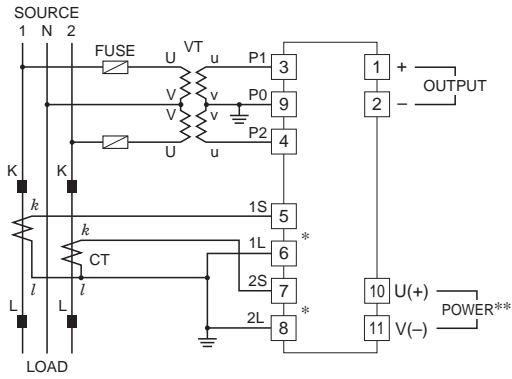 SOURCE
1 N 2
FUSE VT
U u P1 3 1 +
OUTPUT
V v P0 9 2 –
V v
U u P2 4
K K
k 1S 5
k 1L 6 *
CT 2S 7 10 U(+)
POWER**
l l
L L 2L 8 * 11 V(–)
LOAD